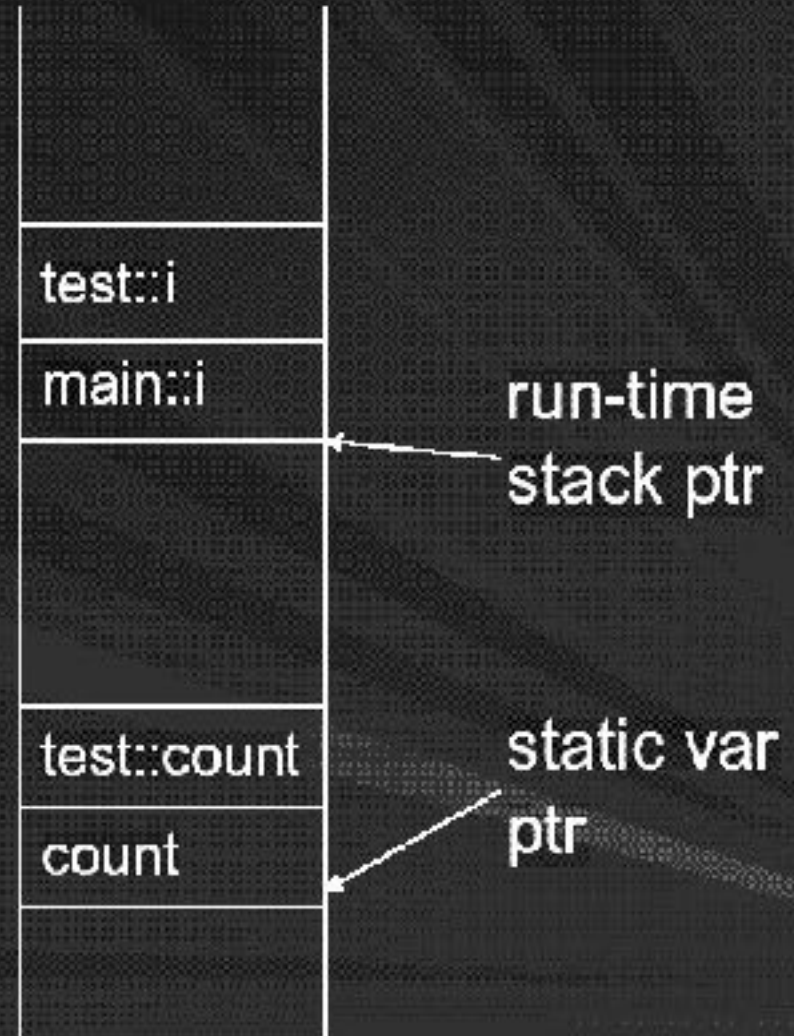 test::i
main::i
run-time
stack ptr
test::count
count
static var
ptr